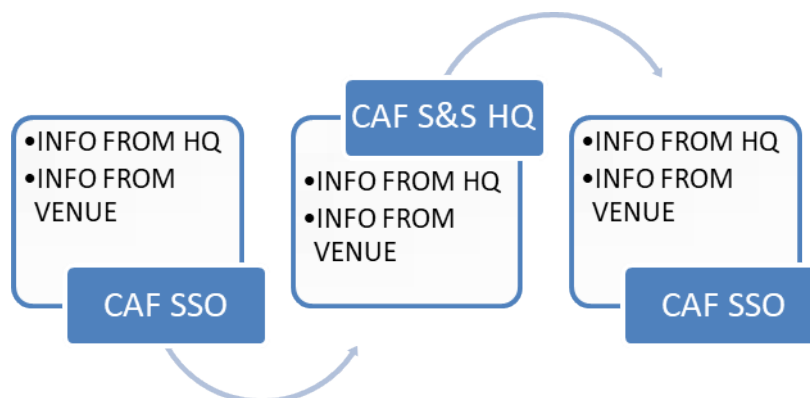 •INFO FROM HQ
•INFO FROM
VENUE
CAF SSO
CAF S&S HQ
•INFO FROM HQ
•INFO FROM
VENUE
•INFO FROM HQ
•INFO FROM
VENUE
CAF SSO